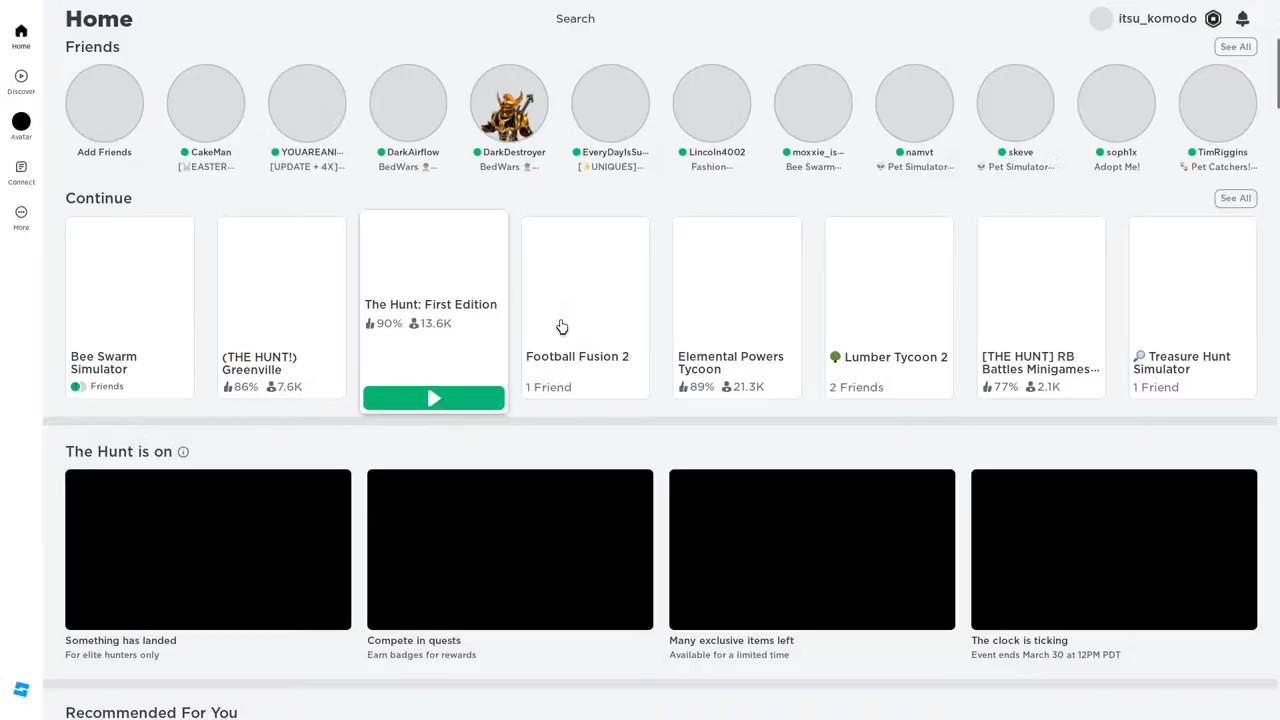 Home
Search
itsu_komodo
Home
Discover
Avatar
Connect
More
Friends
See All
Add Friends
CakeMan
YOUAREANI...
DarkAirflow
DarkDestroyer
EveryDayIsSu...
Lincoln4002
moxxie_is...
namvt
skeve
soph1x
TimRiggins
[🐰EASTER...
[UPDATE + 4X]...
BedWars
BedWars
[✨UNIQUES]...
Fashion...
Bee Swarm...
💀 Pet Simulator...
💀 Pet Simulator...
Adopt Me!
🐾 Pet Catchers!...
Continue
See All
Bee Swarm
Simulator
Friends
(THE HUNT!)
Greenville
86% 7.6K
The Hunt: First Edition
90% 13.6K
Football Fusion 2
1 Friend
Elemental Powers
Tycoon
89% 21.3K
🌳 Lumber Tycoon 2
2 Friends
[THE HUNT] RB
Battles Minigames...
77% 2.1K
🔎 Treasure Hunt
Simulator
1 Friend
The Hunt is on
Something has landed
For elite hunters only
Compete in quests
Earn badges for rewards
Many exclusive items left
Available for a limited time
The clock is ticking
Event ends March 30 at 12PM PDT
Recommended For You